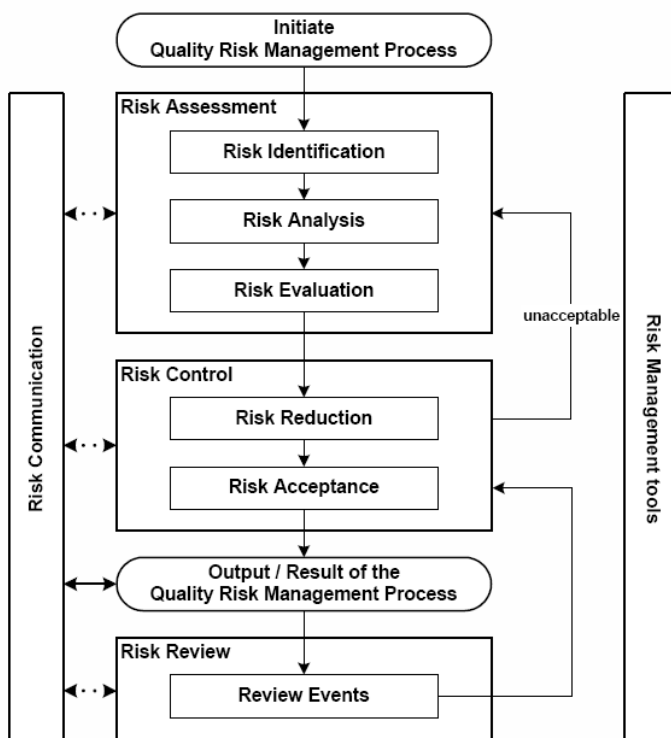 Initiate
Quality Risk Management Process
Risk Assessment
Risk Identification
Risk Analysis
Risk Evaluation
unacceptable
Risk Control
Risk Reduction
Risk Acceptance
Output / Result of the
Quality Risk Management Process
Risk Review
Review Events
Risk Communication
Risk Management tools